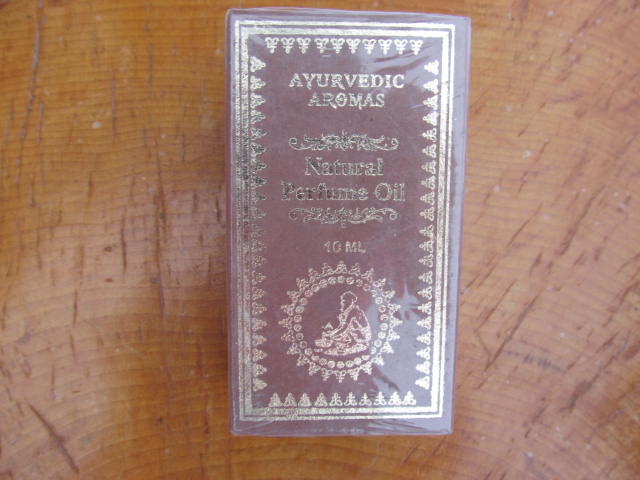 AYURVEDIC
AROMAS
Natural
Perfume Oil
10 ML